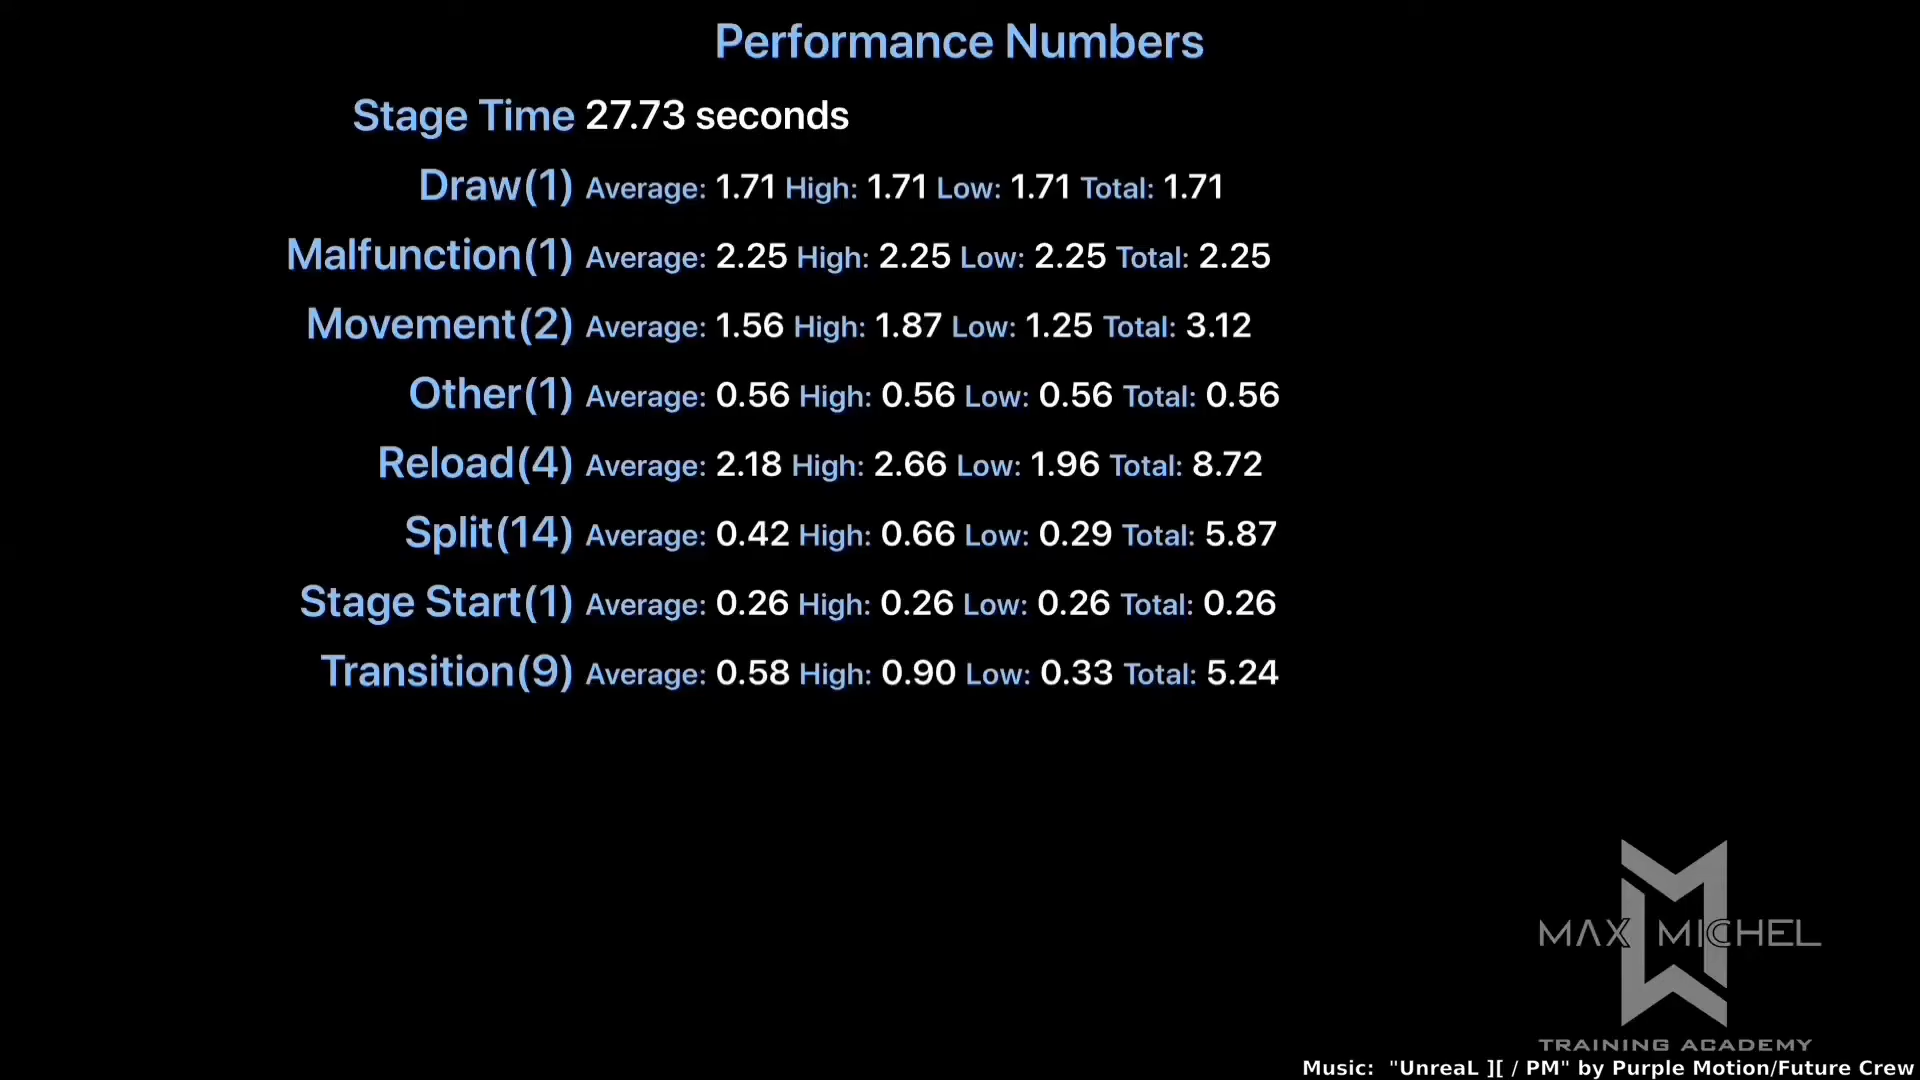 Performance Numbers
Stage Time 27.73 seconds
Draw(1) Average: 1.71 High: 1.71 Low: 1.71 Total: 1.71
Malfunction(1) Average: 2.25 High: 2.25 Low: 2.25 Total: 2.25
Movement(2) Average: 1.56 High: 1.87 Low: 1.25 Total: 3.12
Other(1) Average: 0.56 High: 0.56 Low: 0.56 Total: 0.56
Reload(4) Average: 2.18 High: 2.66 Low: 1.96 Total: 8.72
Split(14) Average: 0.42 High: 0.66 Low: 0.29 Total: 5.87
Stage Start(1) Average: 0.26 High: 0.26 Low: 0.26 Total: 0.26
Transition(9) Average: 0.58 High: 0.90 Low: 0.33 Total: 5.24
MAX MICHEL
TRAINING ACADEMY
Music: "UnreaL ][ / PM" by Purple Motion/Future Crew